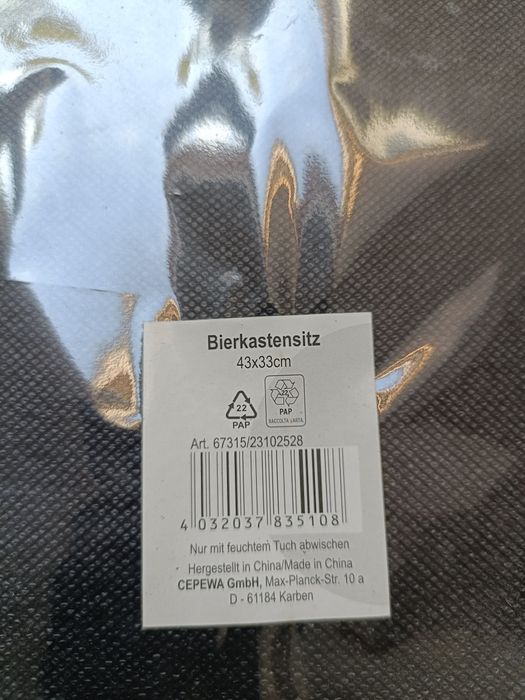 Bierkastensitz
43x33cm
22
PAP
22
PAP
RACCOLTA CARTA
Art. 67315/23102528
4 032037 835108
Nur mit feuchtem Tuch abwischen
Hergestellt in China/Made in China
CEPEWA GmbH, Max-Planck-Str. 10 a
D - 61184 Karben